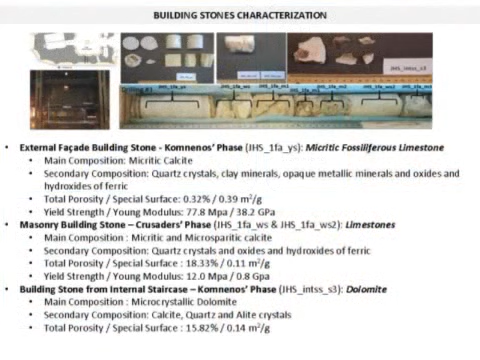 BUILDING STONES CHARACTERIZATION
JHS_intss_s3
• External Façade Building Stone - Komnenos' Phase (JHS_1fa_ys): Micritic Fossiliferous Limestone
• Main Composition: Micritic Calcite
• Secondary Composition: Quartz crystals, clay minerals, opaque metallic minerals and oxides and
hydroxides of ferric
• Total Porosity / Special Surface: 0.32% / 0.39 m²/g
• Yield Strength / Young Modulus: 77.8 Mpa / 38.2 GPa
• Masonry Building Stone – Crusaders' Phase (JHS_1fa_ws & JHS_1fa_ws2): Limestones
• Main Composition : Micritic and Microsparitic calcite
• Secondary Composition: Quartz crystals and oxides and hydroxides of ferric
• Total Porosity / Special Surface : 18.33% / 0.11 m²/g
• Yield Strength / Young Modulus: 12.0 Mpa / 0.8 Gpa
• Building Stone from Internal Staircase – Komnenos' Phase (JHS_intss_s3): Dolomite
• Main Composition : Microcrystallic Dolomite
• Secondary Composition: Calcite, Quartz and Alite crystals
• Total Porosity / Special Surface : 15.82% / 0.14 m²/g